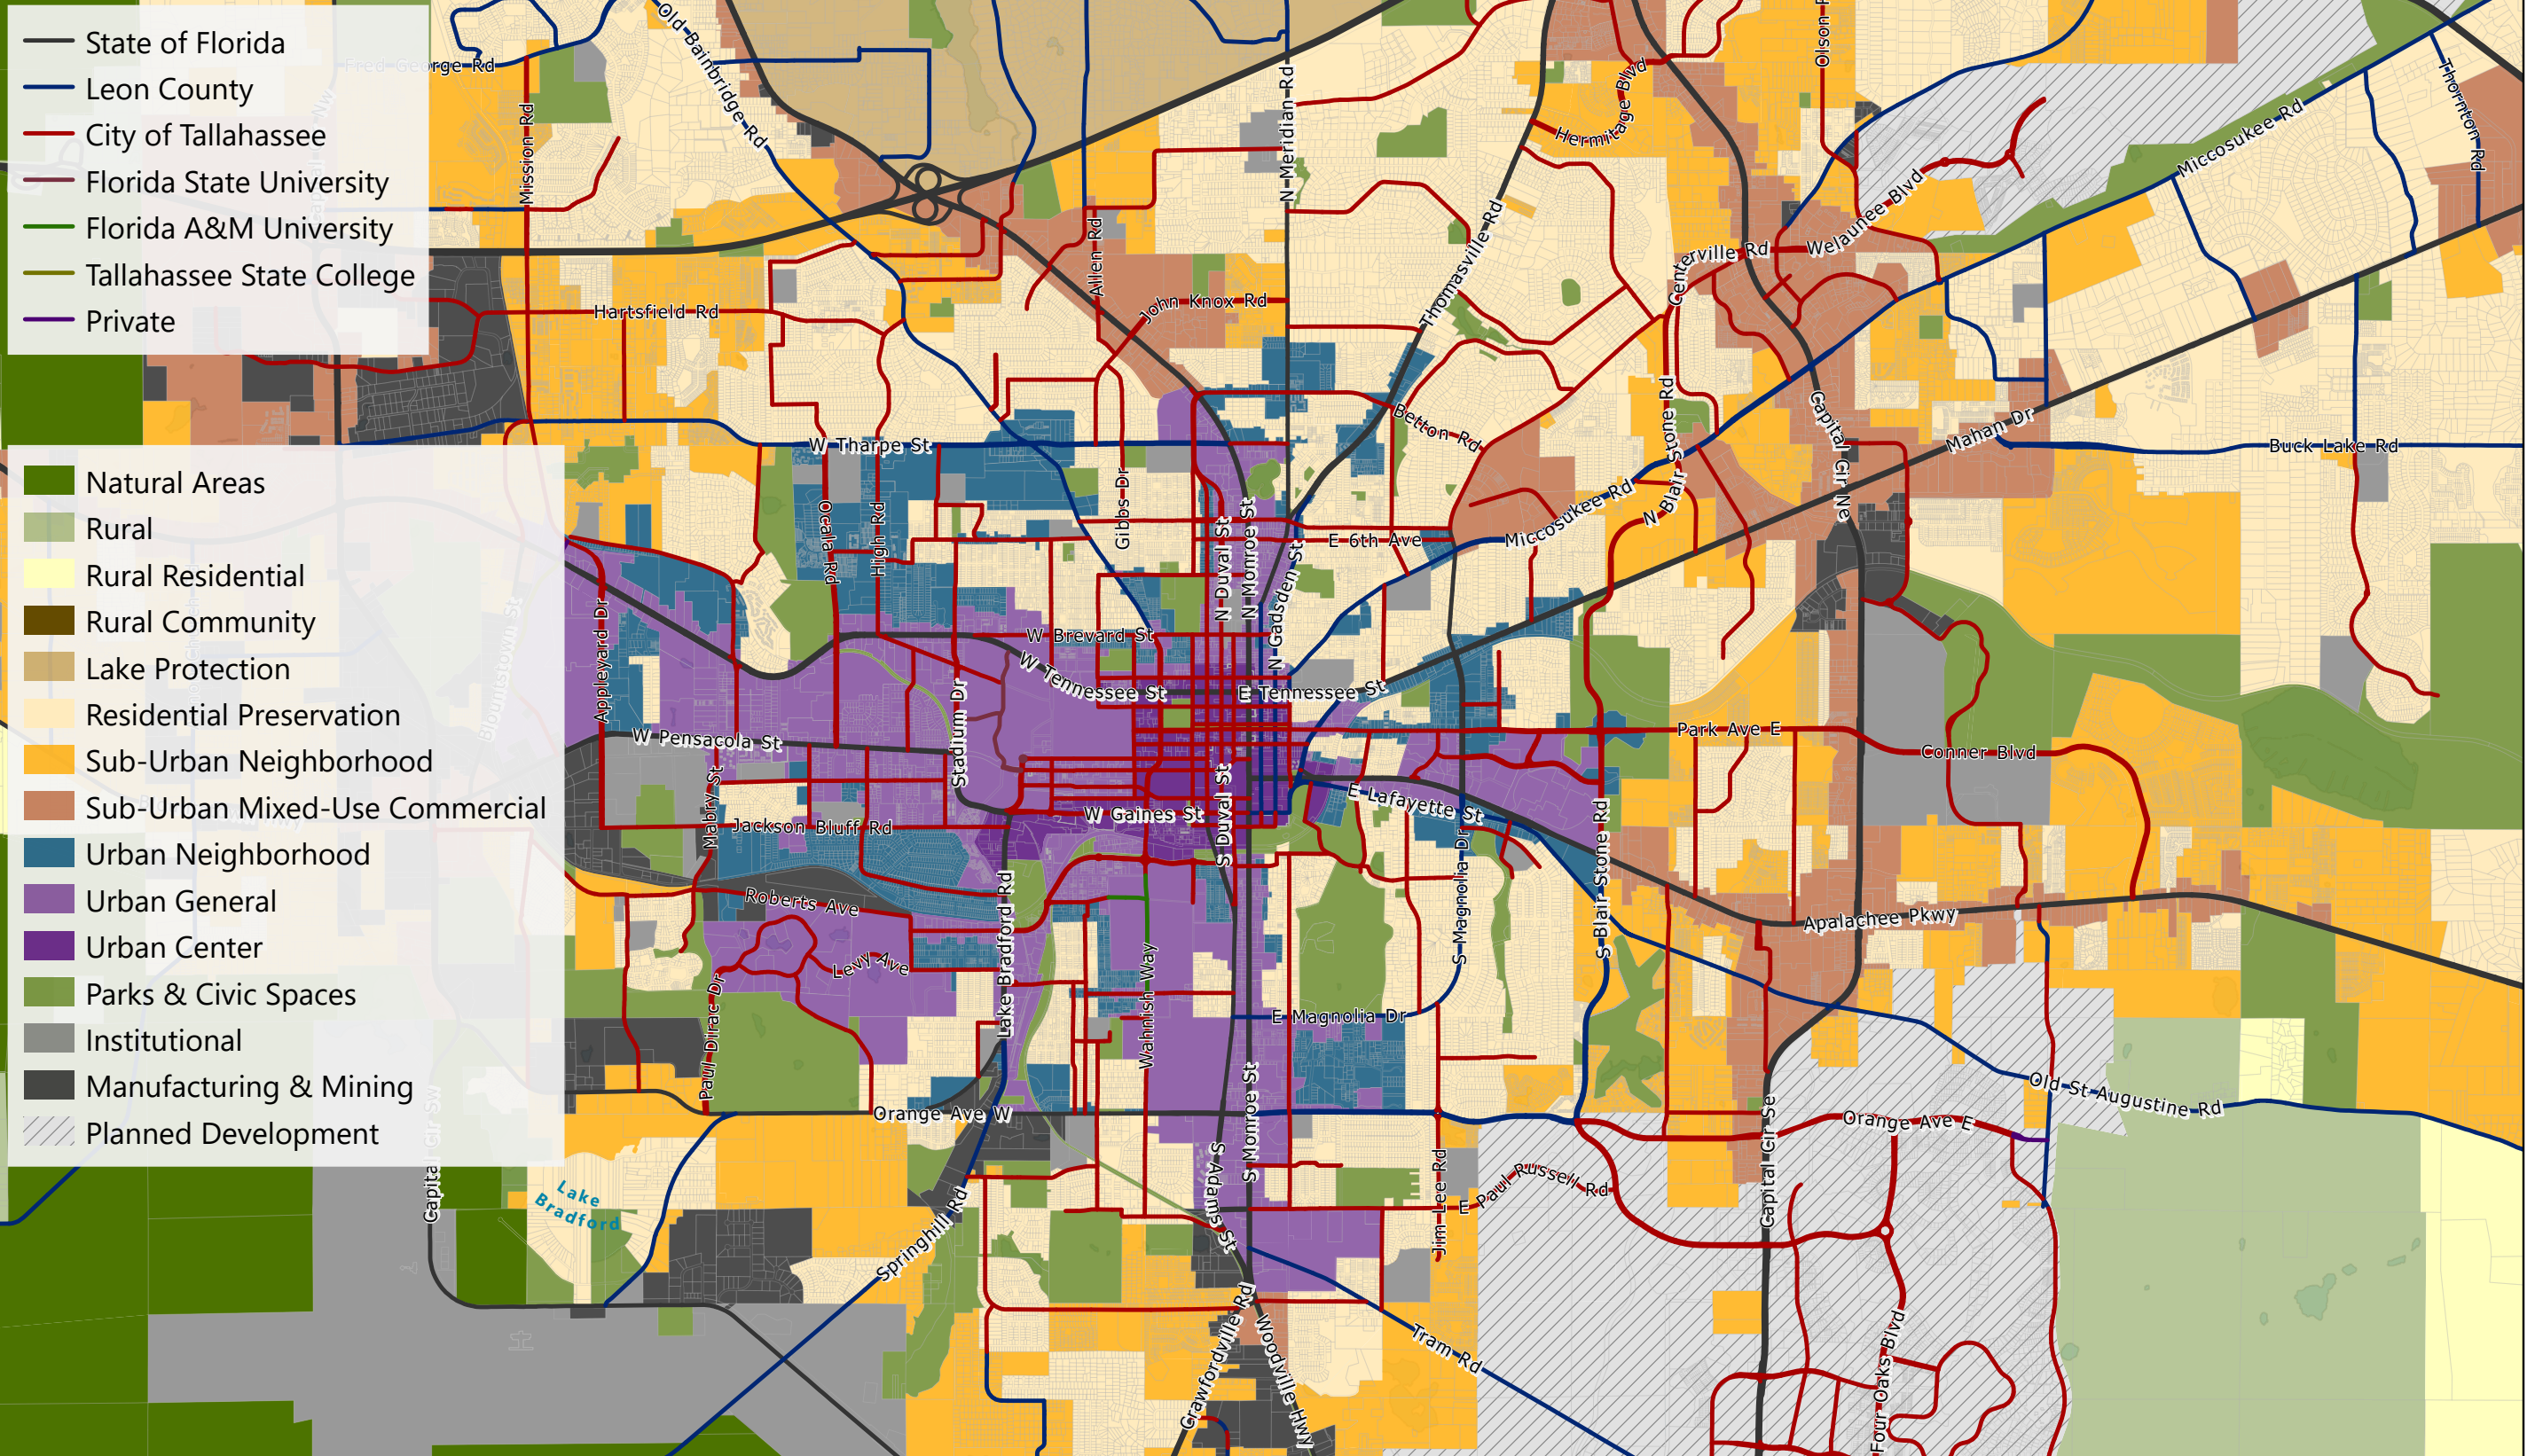 State of Florida
Leon County
City of Tallahassee
Florida State University
Florida A&M University
Tallahassee State College
Private
Natural Areas
Rural
Rural Residential
Rural Community
Lake Protection
Residential Preservation
Sub-Urban Neighborhood
Sub-Urban Mixed-Use Commercial
Urban Neighborhood
Urban General
Urban Center
Parks & Civic Spaces
Institutional
Manufacturing & Mining
Planned Development
Fred George Rd
Old Bainbridge Rd
Mission Rd
N Meridian Rd
Hermitage Blvd
Olson
Miccosukee Rd
Thornton Rd
Welaunee Blvd
Centerville Rd
Thomasville Rd
Allen Rd
John Knox Rd
Hartsfield Rd
W Tharpe St
Betton Rd
N Blair Stone Rd
Capital Cir Ne
Mahan Dr
Buck Lake Rd
Ocala Rd
High Rd
Gibbs Dr
N Duval St
N Monroe St
N Gadsden St
E 6th Ave
Miccosukee Rd
Blountstown St
Appleyard Dr
W Brevard St
W Tennessee St
E Tennessee St
Stadium Dr
W Pensacola St
Park Ave E
Conner Blvd
Mabry St
Jackson Bluff Rd
W Gaines St
S Duval St
E Lafayette St
S Magnolia Dr
S Blair Stone Rd
Apalachee Pkwy
Roberts Ave
Levy Ave
Lake Bradford Rd
Wahnish Way
E Magnolia Dr
Paul Dirac Dr
Orange Ave W
S Monroe St
S Adams St
Old St Augustine Rd
Orange Ave E
Capital Cir Se
Capital Cir Sw
Lake
Bradford
Springhill Rd
Jim Lee Rd
E Paul Russell Rd
Crawfordville Rd
Woodville Hwy
Tram Rd
Four Oaks Blvd